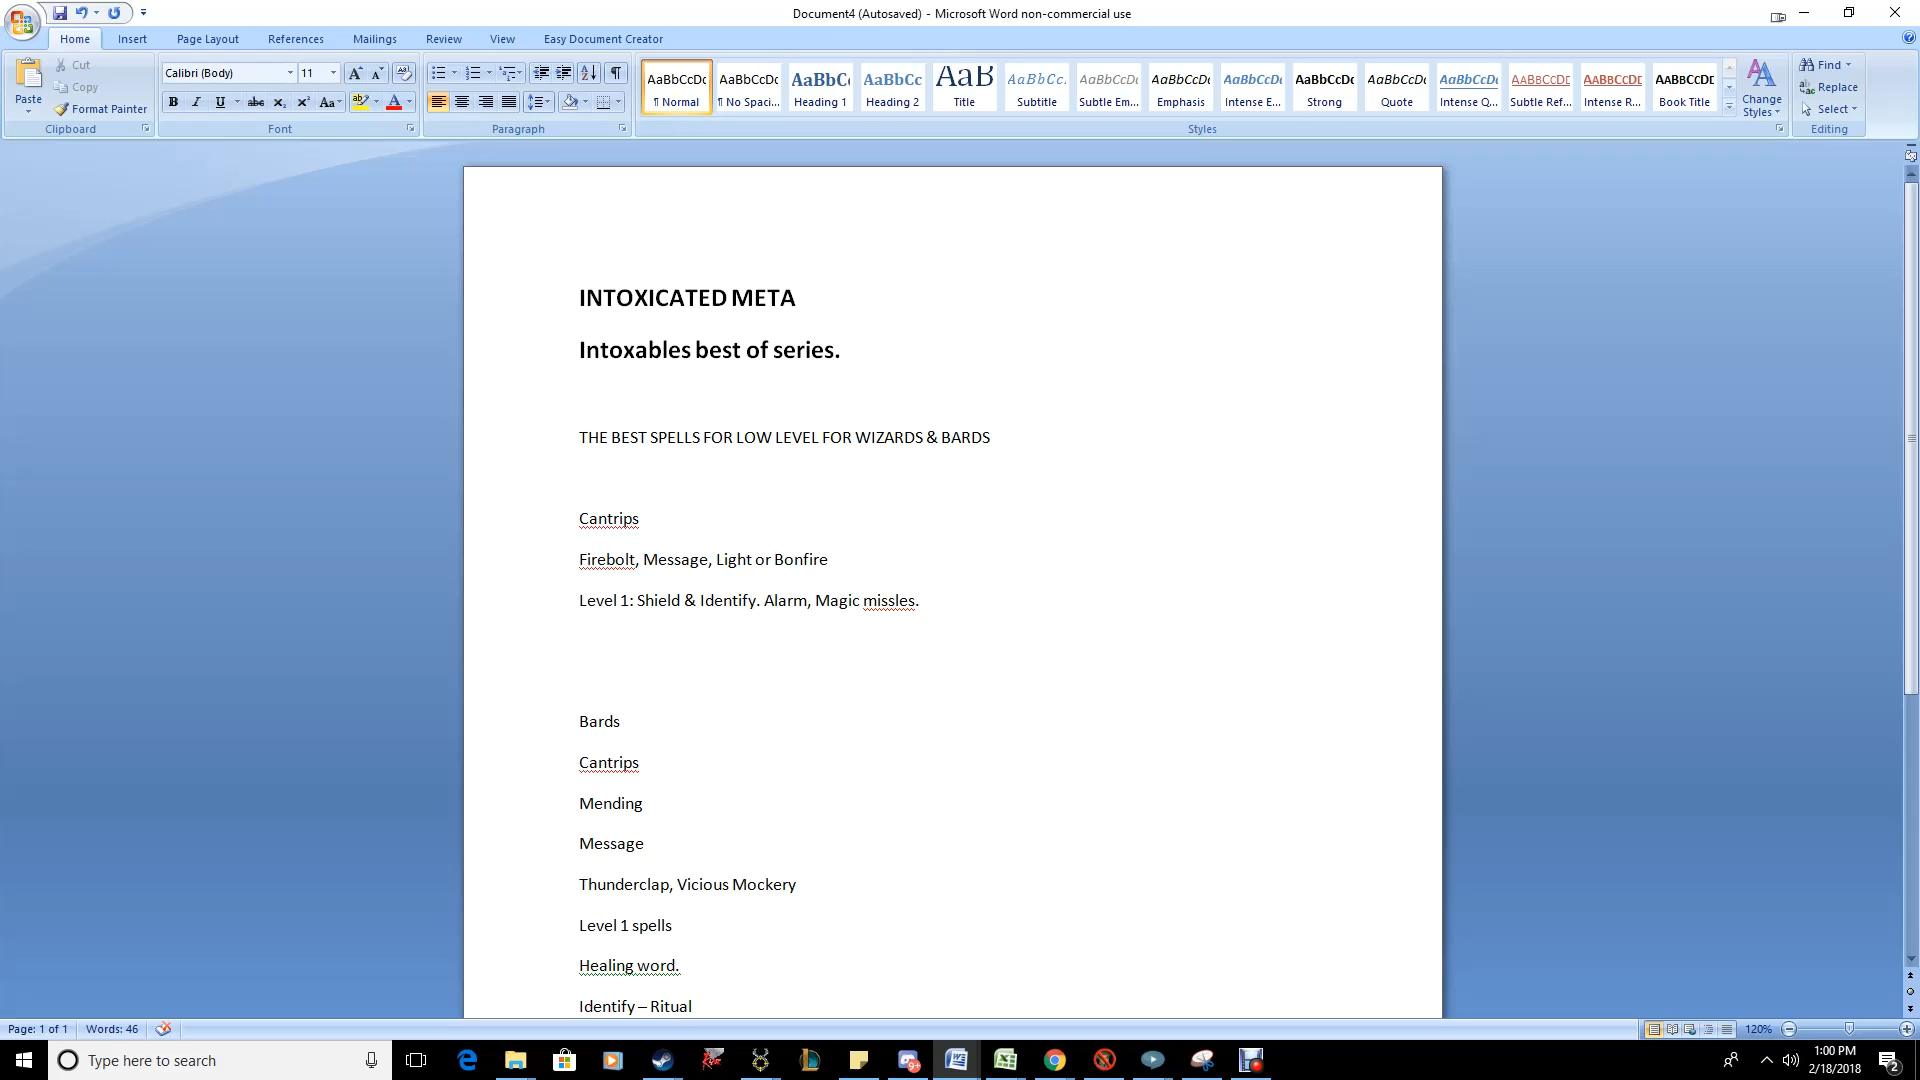 Document4 (Autosaved) - Microsoft Word non-commercial use
Home Insert Page Layout References Mailings Review View Easy Document Creator
Paste
Cut
Copy
Format Painter
Clipboard
Calibri (Body) 11
Font
Paragraph
AaBbCcDc AaBbCcDc AaBbC AaBbCc AaB AaBbCc. AaBbCcDc AaBbCcDc AaBbCcDc AaBbCcDc AaBbCcDc AaBbCcDc AABBCCDD AABBCCDD AABBCCDD
¶ Normal ¶ No Spaci... Heading 1 Heading 2 Title Subtitle Subtle Em... Emphasis Intense E... Strong Quote Intense Q... Subtle Ref... Intense R... Book Title
Change Styles
Styles
Find
Replace
Select
Editing
INTOXICATED META
Intoxables best of series.
THE BEST SPELLS FOR LOW LEVEL FOR WIZARDS & BARDS
Cantrips
Firebolt, Message, Light or Bonfire
Level 1: Shield & Identify. Alarm, Magic missles.
Bards
Cantrips
Mending
Message
Thunderclap, Vicious Mockery
Level 1 spells
Healing word.
Identify – Ritual
Page: 1 of 1 Words: 46 120%
Type here to search
1:00 PM
2/18/2018